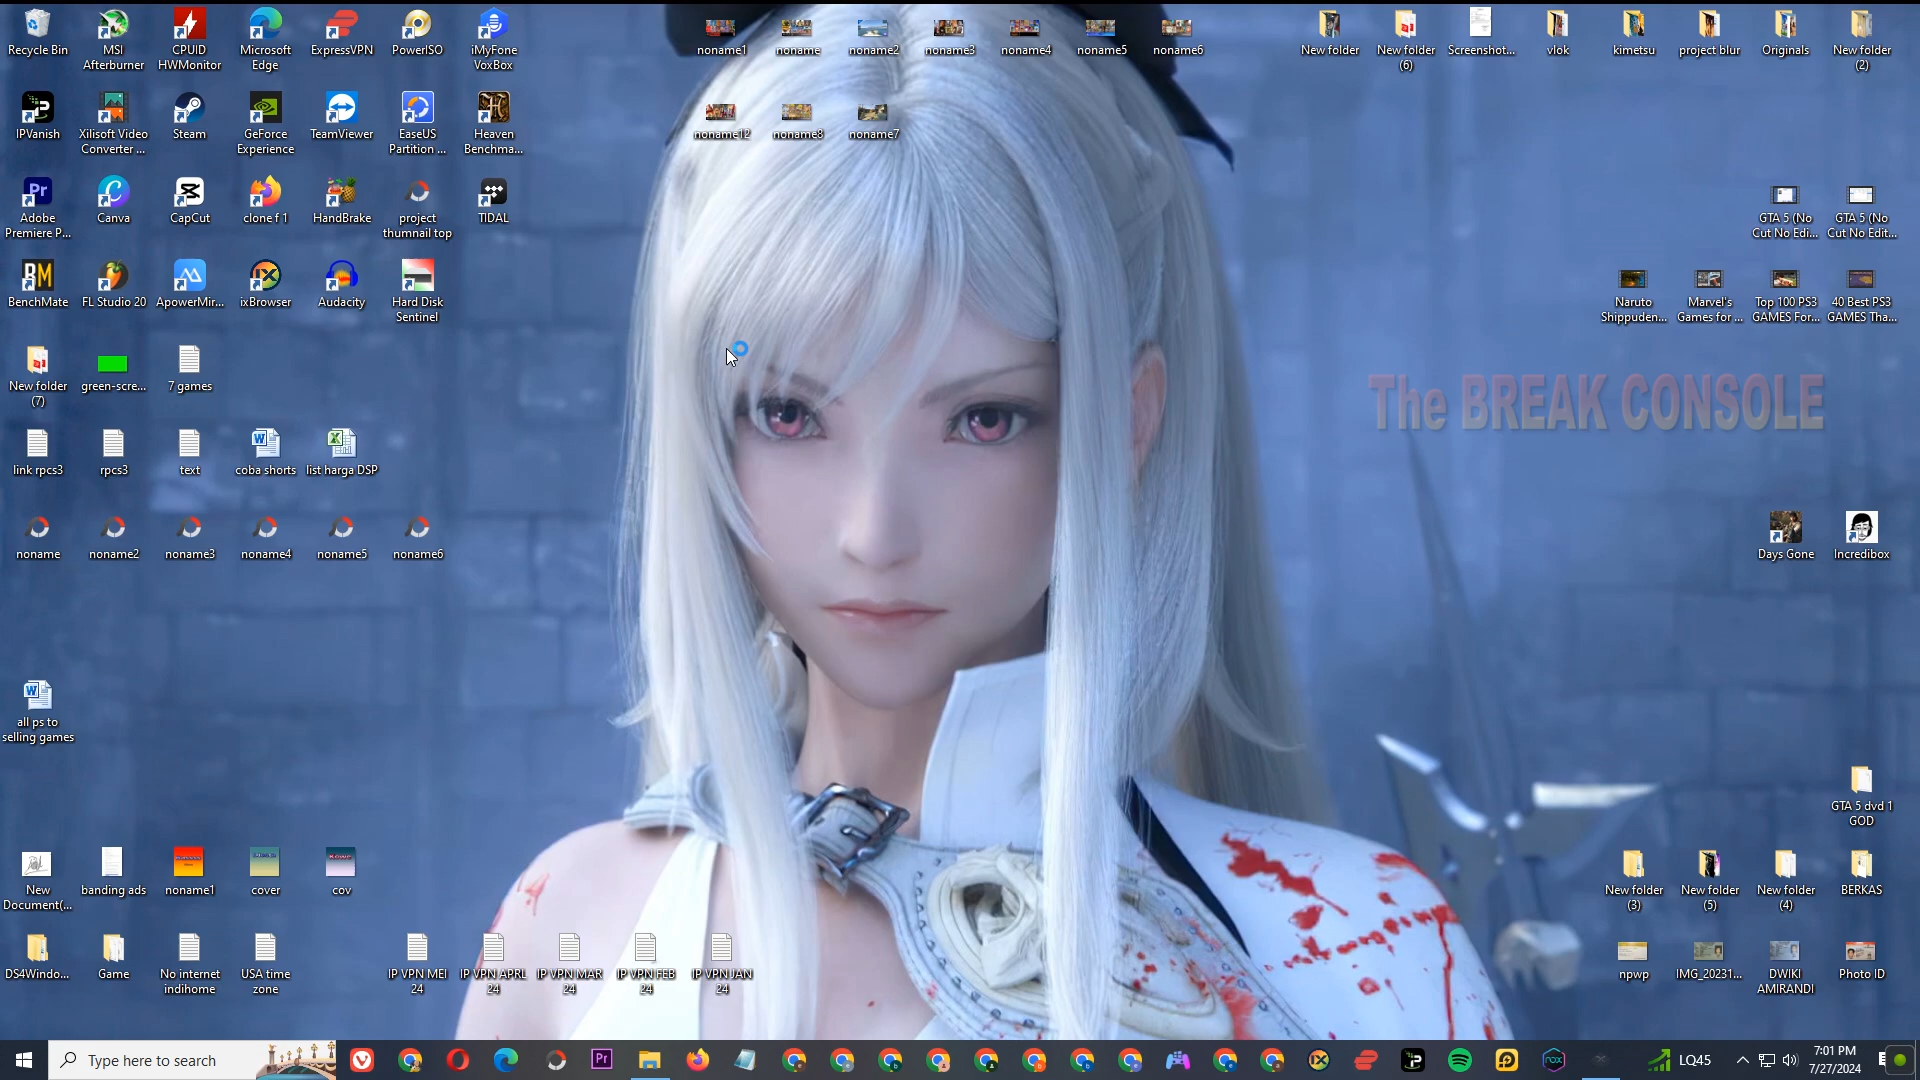 Recycle Bin
MSI Afterburner
CPUID HWMonitor
Microsoft Edge
ExpressVPN
PowerISO
iMyFone VoxBox
noname1
noname
noname2
noname3
noname4
noname5
noname6
New folder
New folder (6)
Screenshot...
vlok
kimetsu
project blur
Originals
New folder (2)
IPVanish
Xilisoft Video Converter ...
Steam
GeForce Experience
TeamViewer
EaseUS Partition ...
Heaven Benchma...
noname12
noname8
noname7
Adobe Premiere P...
Canva
CapCut
clone f 1
HandBrake
project thumnail top
TIDAL
GTA 5 (No Cut No Edi...
GTA 5 (No Cut No Edit...
BenchMate
FL Studio 20
ApowerMir...
ixBrowser
Audacity
Hard Disk Sentinel
Naruto Shippuden...
Marvel's Games for ...
Top 100 PS3 GAMES For...
40 Best PS3 GAMES Tha...
New folder (7)
green-scre...
7 games
The BREAK CONSOLE
link rpcs3
rpcs3
text
coba shorts
list harga DSP
noname
noname2
noname3
noname4
noname5
noname6
Days Gone
Incredibox
all ps to selling games
GTA 5 dvd 1 GOD
New Document(...
banding ads
noname1
cover
cov
New folder (3)
New folder (5)
New folder (4)
BERKAS
DS4Windo...
Game
No internet indihome
USA time zone
IP VPN MEI 24
IP VPN APRL 24
IP VPN MAR 24
IP VPN FEB 24
IP VPN JAN 24
npwp
IMG_20231...
DWIKI AMIRANDI
Photo ID
Type here to search
LQ45
7:01 PM
7/27/2024